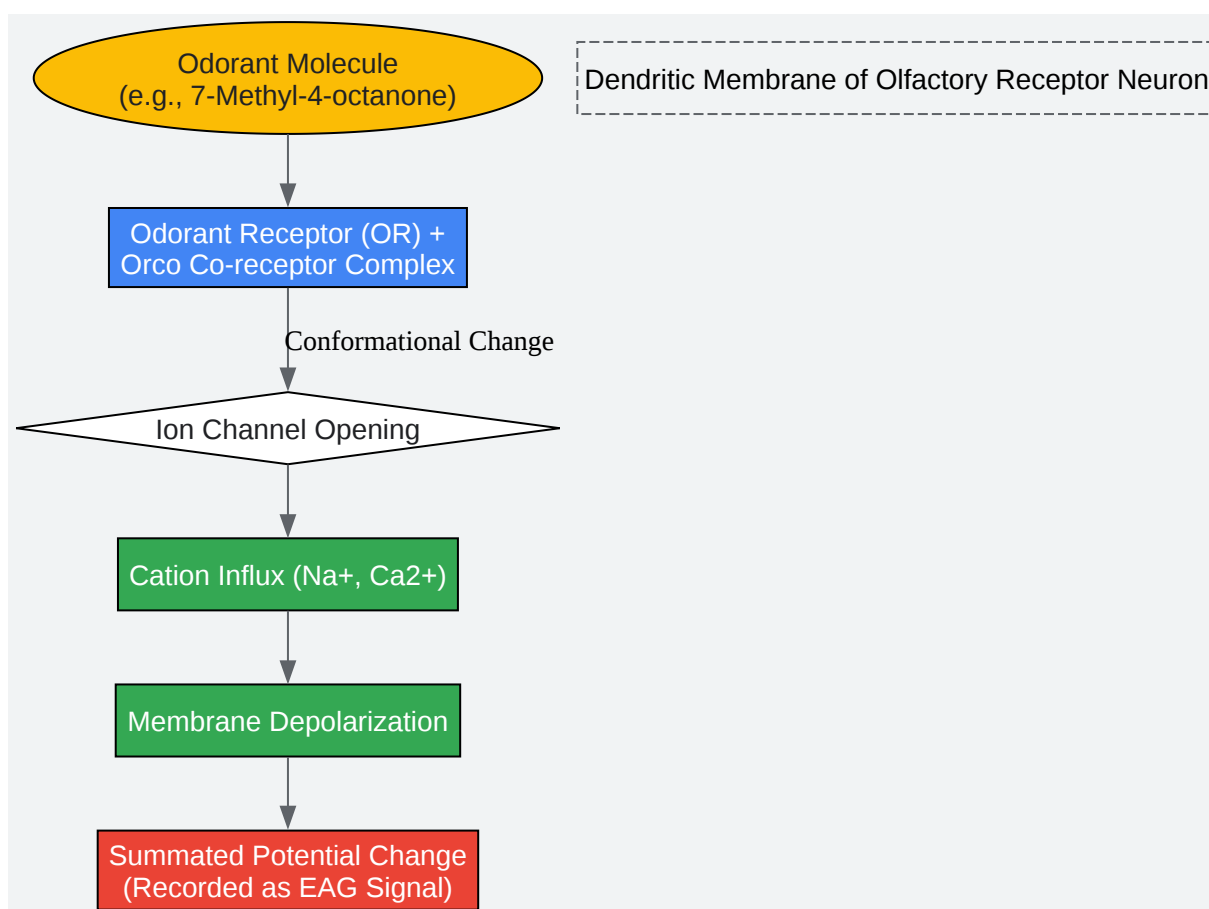 Odorant Molecule
(e.g., 7-Methyl-4-octanone)
Dendritic Membrane of Olfactory Receptor Neuron
Odorant Receptor (OR) +
Orco Co-receptor Complex
Conformational Change
Ion Channel Opening
Cation Influx (Na+, Ca2+)
Membrane Depolarization
Summated Potential Change
(Recorded as EAG Signal)